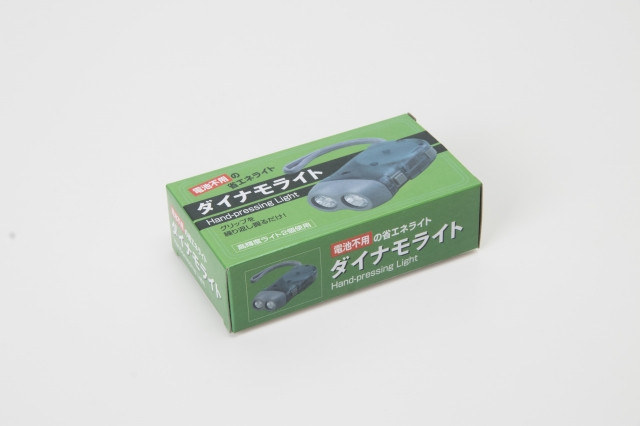 電池不用の
省エネライト
ダイナモライト
Hand-pressing Light
グリップを
繰り返し握るだけ!
高輝度ライト2個使用
電池不用の省エネライト
ダイナモライト
Hand-pressing Light